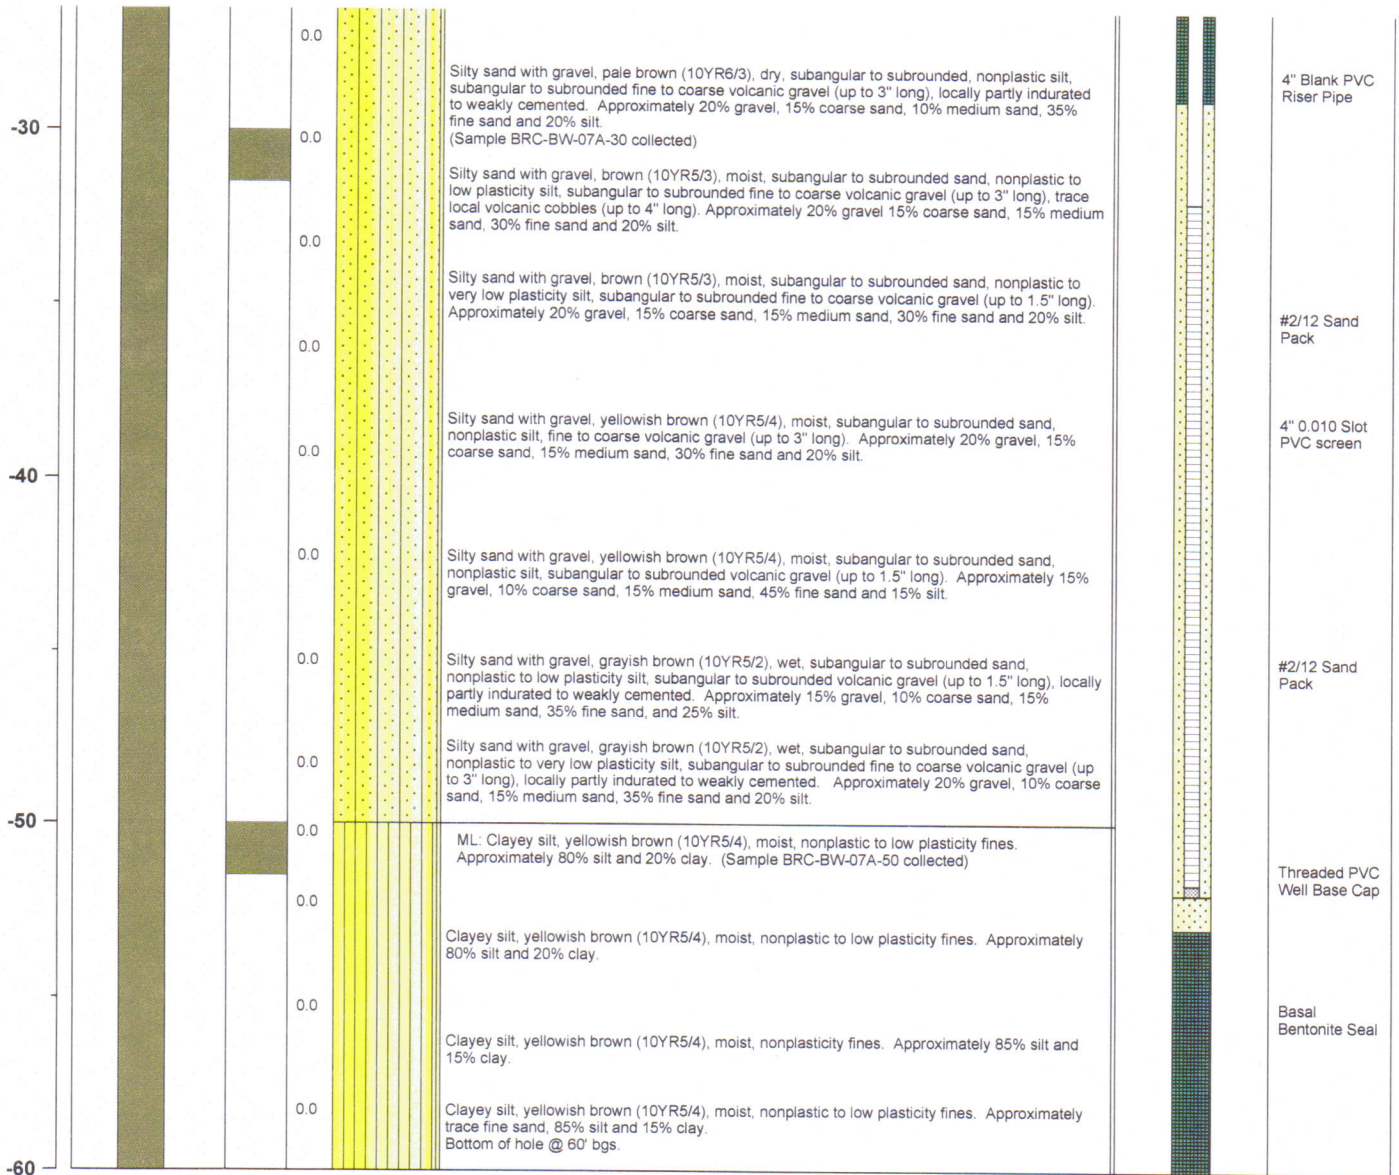 0.0
Silty sand with gravel, pale brown (10YR6/3), dry, subangular to subrounded, nonplastic silt,
subangular to subrounded fine to coarse volcanic gravel (up to 3" long), locally partly indurated
to weakly cemented. Approximately 20% gravel, 15% coarse sand, 10% medium sand, 35%
fine sand and 20% silt.
(Sample BRC-BW-07A-30 collected)
4" Blank PVC
Riser Pipe
-30
0.0
Silty sand with gravel, brown (10YR5/3), moist, subangular to subrounded sand, nonplastic to
low plasticity silt, subangular to subrounded fine to coarse volcanic gravel (up to 3" long), trace
local volcanic cobbles (up to 4" long). Approximately 20% gravel 15% coarse sand, 15% medium
sand, 30% fine sand and 20% silt.
0.0
Silty sand with gravel, brown (10YR5/3), moist, subangular to subrounded sand, nonplastic to
very low plasticity silt, subangular to subrounded fine to coarse volcanic gravel (up to 1.5" long).
Approximately 20% gravel, 15% coarse sand, 15% medium sand, 30% fine sand and 20% silt.
#2/12 Sand
Pack
0.0
Silty sand with gravel, yellowish brown (10YR5/4), moist, subangular to subrounded sand,
nonplastic silt, fine to coarse volcanic gravel (up to 3" long). Approximately 20% gravel, 15%
coarse sand, 15% medium sand, 30% fine sand and 20% silt.
4" 0.010 Slot
PVC screen
0.0
-40
0.0
Silty sand with gravel, yellowish brown (10YR5/4), moist, subangular to subrounded sand,
nonplastic silt, subangular to subrounded volcanic gravel (up to 1.5" long). Approximately 15%
gravel, 10% coarse sand, 15% medium sand, 45% fine sand and 15% silt.
0.0
Silty sand with gravel, grayish brown (10YR5/2), wet, subangular to subrounded sand,
nonplastic to low plasticity silt, subangular to subrounded volcanic gravel (up to 1.5" long), locally
partly indurated to weakly cemented. Approximately 15% gravel, 10% coarse sand, 15%
medium sand, 35% fine sand, and 25% silt.
#2/12 Sand
Pack
0.0
Silty sand with gravel, grayish brown (10YR5/2), wet, subangular to subrounded sand,
nonplastic to very low plasticity silt, subangular to subrounded fine to coarse volcanic gravel (up
to 3" long), locally partly indurated to weakly cemented. Approximately 20% gravel, 10% coarse
sand, 15% medium sand, 35% fine sand and 20% silt.
-50
0.0
ML: Clayey silt, yellowish brown (10YR5/4), moist, nonplastic to low plasticity fines.
Approximately 80% silt and 20% clay. (Sample BRC-BW-07A-50 collected)
Threaded PVC
Well Base Cap
0.0
Clayey silt, yellowish brown (10YR5/4), moist, nonplastic to low plasticity fines. Approximately
80% silt and 20% clay.
0.0
Basal
Bentonite Seal
Clayey silt, yellowish brown (10YR5/4), moist, nonplasticity fines. Approximately 85% silt and
15% clay.
0.0
Clayey silt, yellowish brown (10YR5/4), moist, nonplastic to low plasticity fines. Approximately
trace fine sand, 85% silt and 15% clay.
Bottom of hole @ 60' bgs.
-60